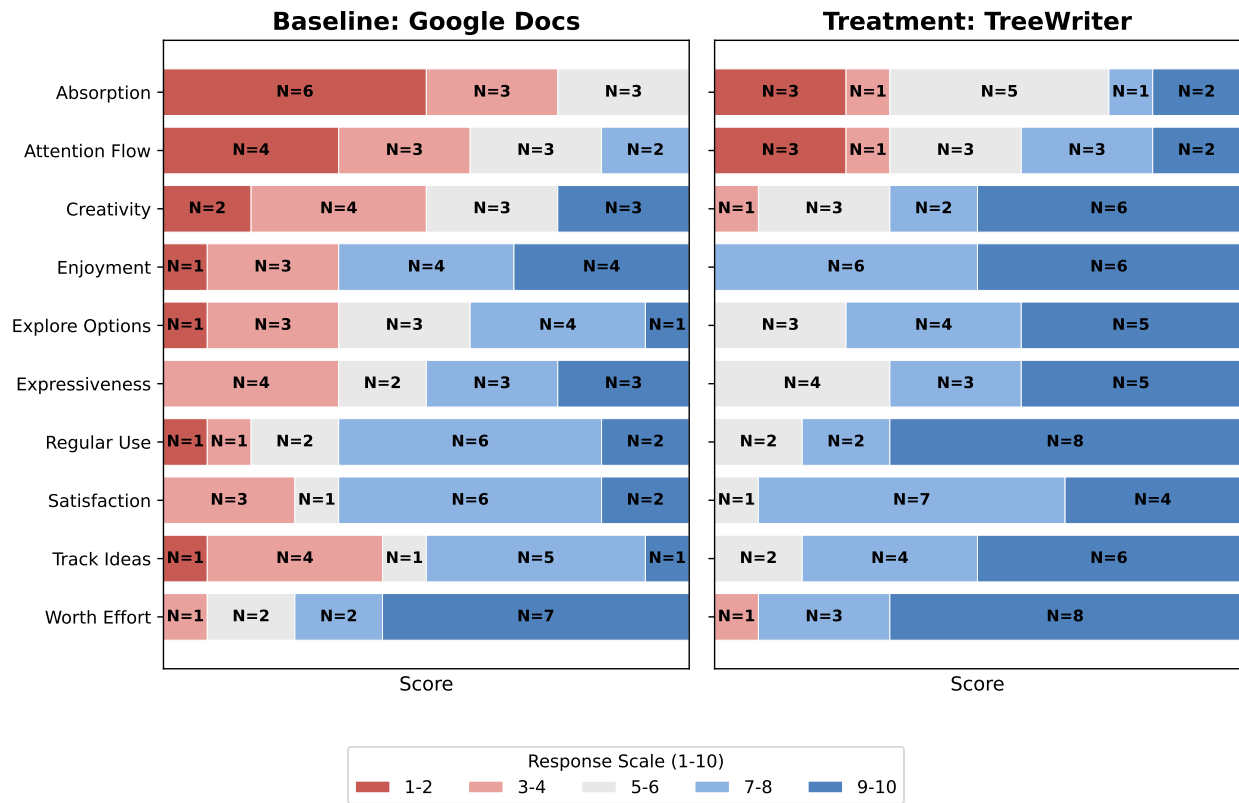 Baseline: Google Docs Treatment: TreeWriter
Absorption N=6 N=3 N=3 N=3 N=1 N=5 N=1 N=2
Attention Flow N=4 N=3 N=3 N=2 N=3 N=1 N=3 N=3 N=2
Creativity N=2 N=4 N=3 N=3 N=1 N=3 N=2 N=6
Enjoyment N=1 N=3 N=4 N=4 N=6 N=6
Explore Options N=1 N=3 N=3 N=4 N=1 N=3 N=4 N=5
Expressiveness N=4 N=2 N=3 N=3 N=4 N=3 N=5
Regular Use N=1 N=1 N=2 N=6 N=2 N=2 N=2 N=8
Satisfaction N=3 N=1 N=6 N=2 N=1 N=7 N=4
Track Ideas N=1 N=4 N=1 N=5 N=1 N=2 N=4 N=6
Worth Effort N=1 N=2 N=2 N=7 N=1 N=3 N=8
Score Score
Response Scale (1-10)
1-2 3-4 5-6 7-8 9-10